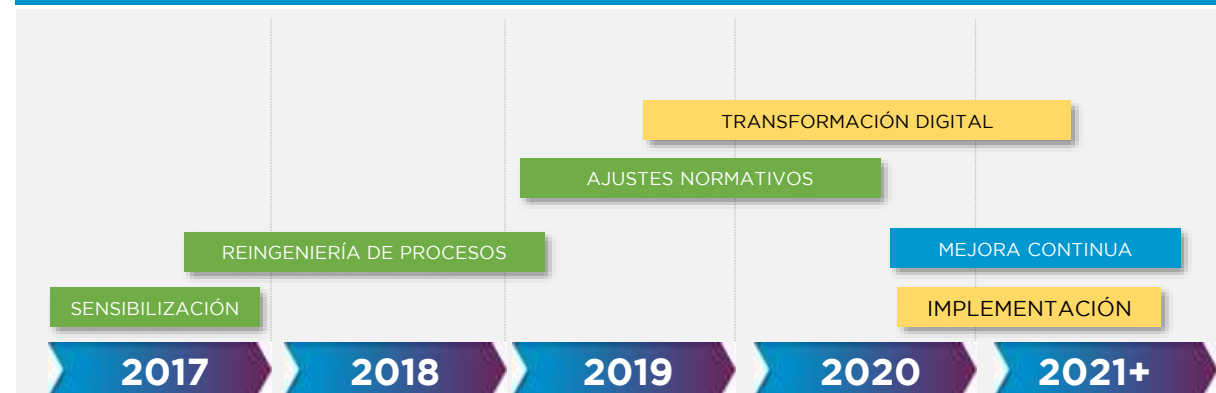 TRANSFORMACIÓN DIGITAL
AJUSTES NORMATIVOS
REINGENIERÍA DE PROCESOS
MEJORA CONTINUA
SENSIBILIZACIÓN
IMPLEMENTACIÓN
2017
2018
2019
2020
2021+